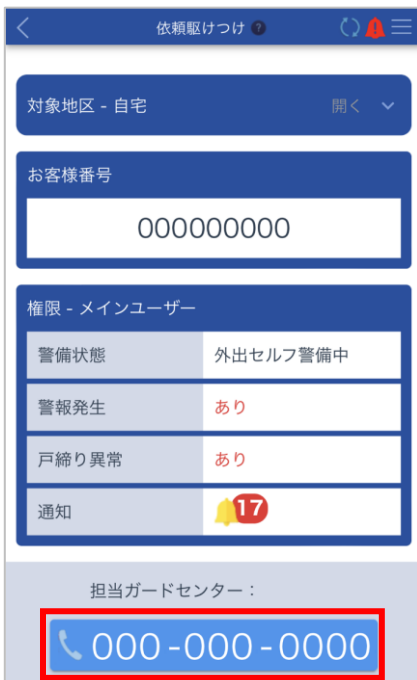 依頼駆けつけ ?
対象地区 - 自宅 開く
お客様番号
000000000
権限 - メインユーザー
警備状態 外出セルフ警備中
警報発生 あり
戸締り異常 あり
通知 17
担当ガードセンター：
000-000-0000